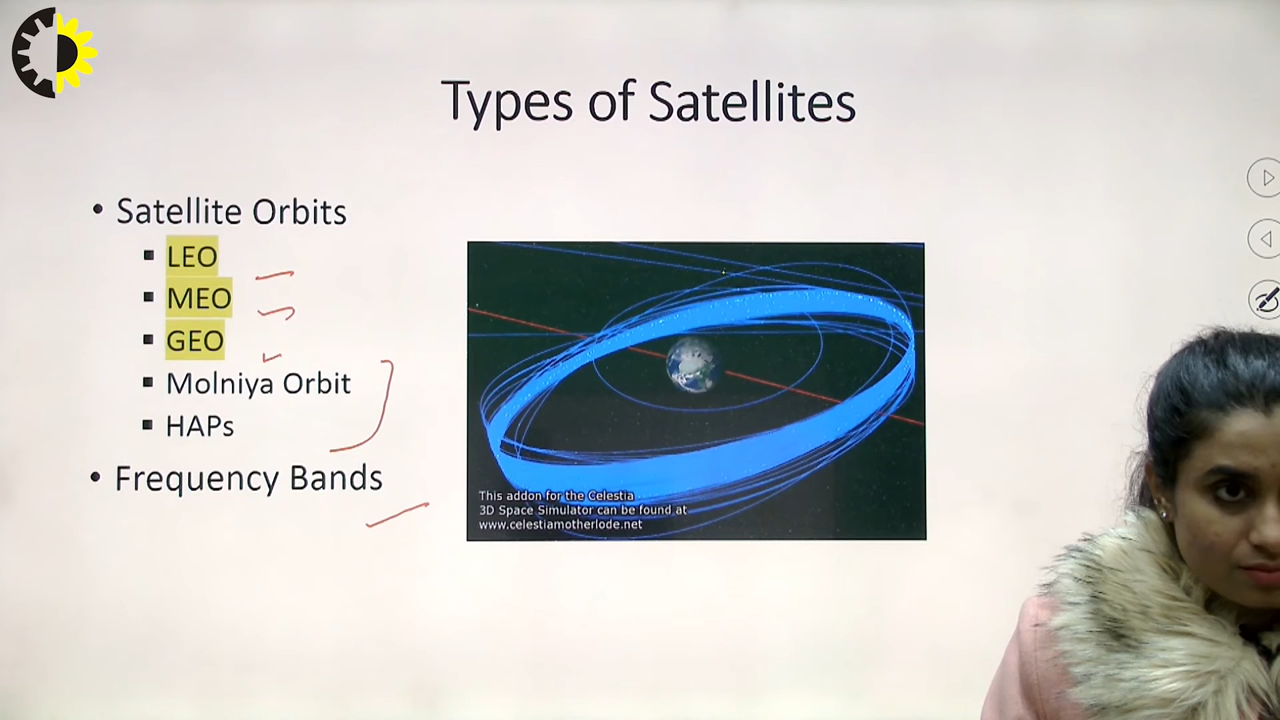 Types of Satellites
• Satellite Orbits
▪ LEO
▪ MEO
▪ GEO
▪ Molniya Orbit
▪ HAPs
• Frequency Bands
This addon for the Celestia
3D Space Simulator can be found at
www.celestiamotherlode.net